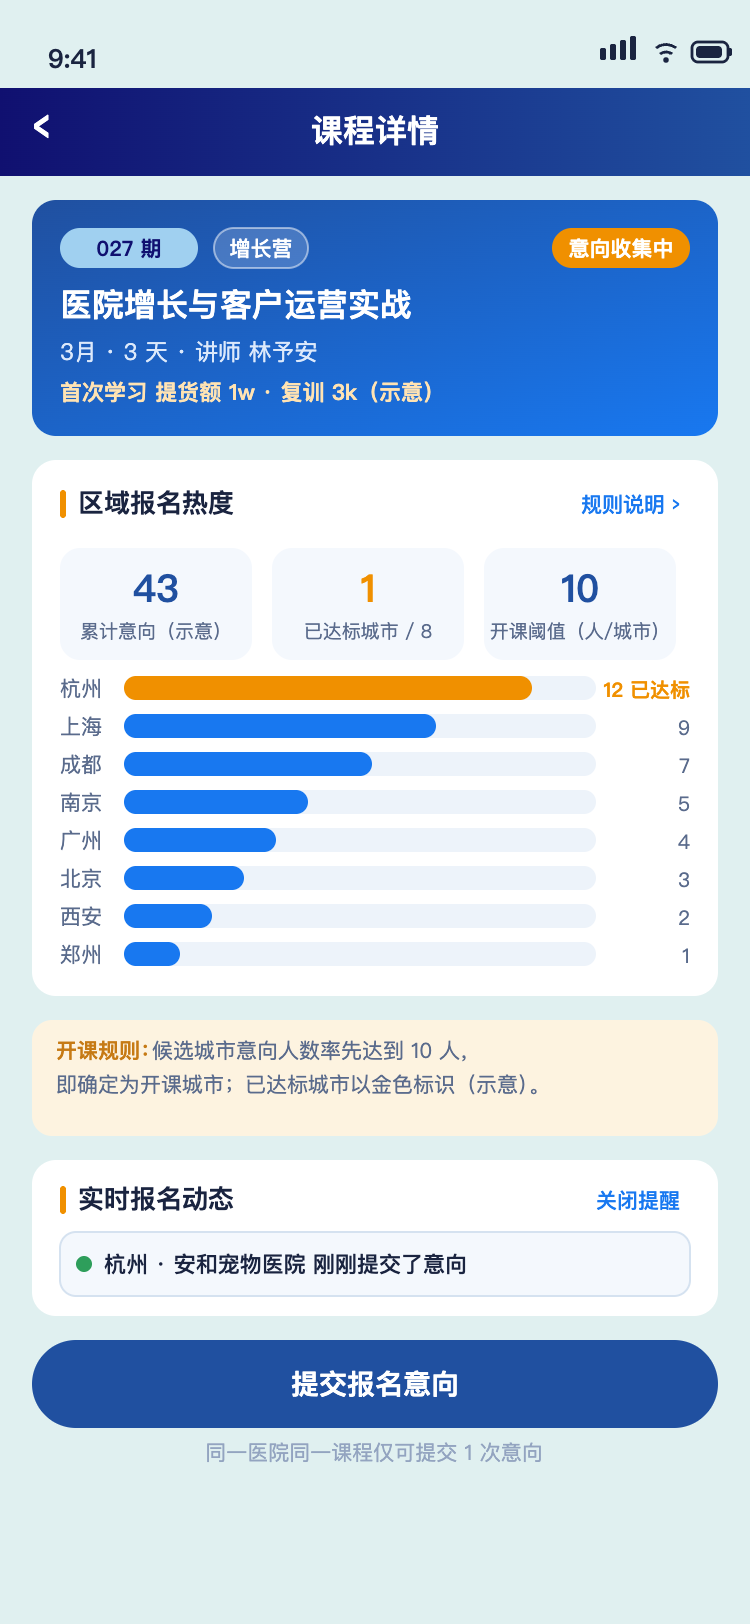 9:41
课程详情
027 期 增长营 意向收集中
医院增长与客户运营实战
3月 · 3 天 · 讲师 林予安
首次学习 提货额 1w · 复训 3k（示意）
区域报名热度 规则说明 ›
43 1 10
累计意向（示意） 已达标城市 / 8 开课阈值（人/城市）
杭州 12 已达标
上海 9
成都 7
南京 5
广州 4
北京 3
西安 2
郑州 1
开课规则：候选城市意向人数率先达到 10 人，
即确定为开课城市；已达标城市以金色标识（示意）。
实时报名动态 关闭提醒
杭州 · 安和宠物医院 刚刚提交了意向
提交报名意向
同一医院同一课程仅可提交 1 次意向